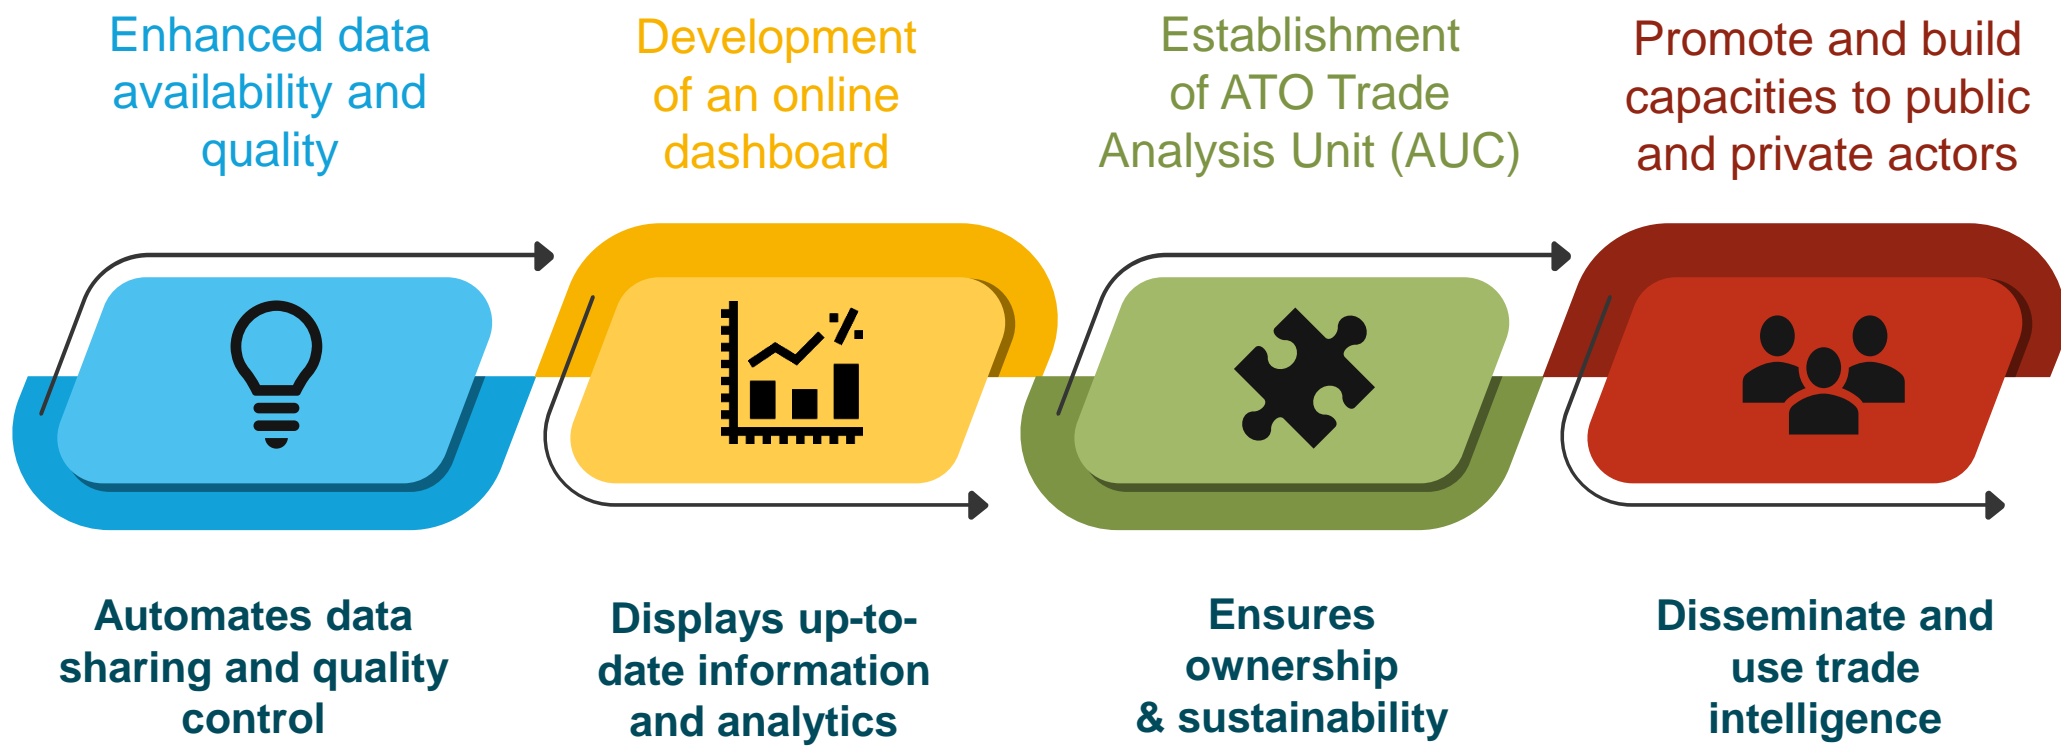 Enhanced data
availability and
quality
Development
of an online
dashboard
Establishment
of ATO Trade
Analysis Unit (AUC)
Promote and build
capacities to public
and private actors
Automates data
sharing and quality
control
Displays up-to-
date information
and analytics
Ensures
ownership
& sustainability
Disseminate and
use trade
intelligence